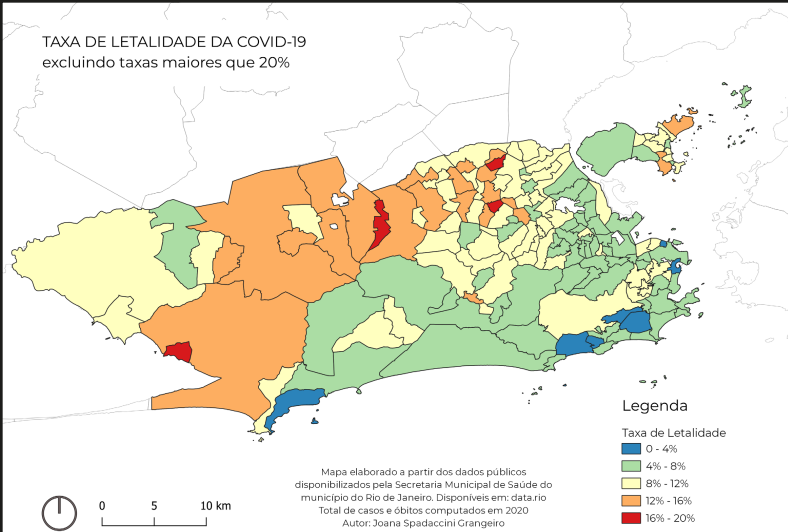 TAXA DE LETALIDADE DA COVID-19
excluindo taxas maiores que 20%
Legenda
Taxa de Letalidade
0 - 4%
4% - 8%
8% - 12%
12% - 16%
16% - 20%
Mapa elaborado a partir dos dados públicos
disponibilizados pela Secretaria Municipal de Saúde do
município do Rio de Janeiro. Disponíveis em: data.rio
Total de casos e óbitos computados em 2020
Autor: Joana Spadaccini Grangeiro
0 5 10 km